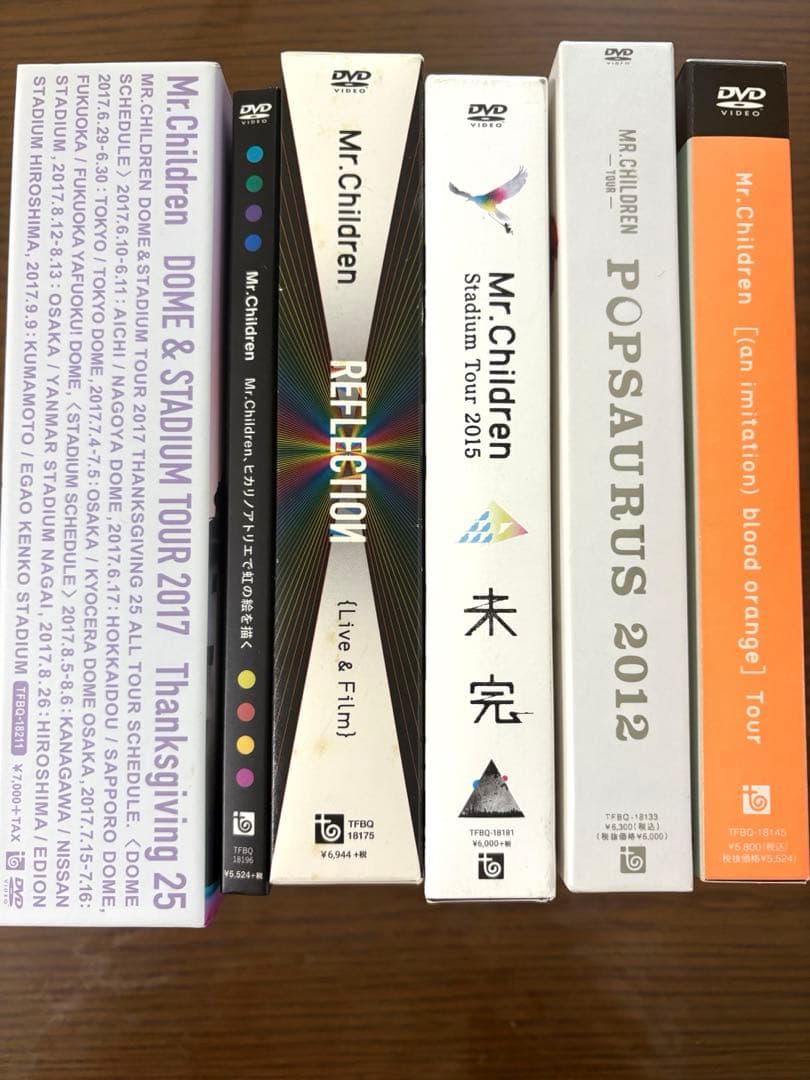 Mr.Children DOME & STADIUM TOUR 2017 Thanksgiving 25
MR.CHILDREN DOME&STADIUM TOUR 2017 THANKSGIVING 25 ALL TOUR SCHEDULE.〈DOME
SCHEDULE〉2017.6.10-6.11:AICHI / NAGOYA DOME, 2017.6.17:HOKKAIDOU / SAPPORO DOME,
2017.6.29-6.30:TOKYO / TOKYO DOME, 2017.7.4-7.5:OSAKA / KYOCERA DOME OSAKA, 2017.7.15-7.16:
FUKUOKA / FUKUOKA YAFUOKU! DOME,〈STADIUM SCHEDULE〉2017.8.5-8.6:KANAGAWA / NISSAN
STADIUM, 2017.8.12-8.13:OSAKA / YANMAR STADIUM NAGAI, 2017.8.26:HIROSHIMA / EDION
STADIUM HIROSHIMA, 2017.9.9:KUMAMOTO / EGAO KENKO STADIUM TFBQ-18211 ¥7,000+TAX
DVD
VIDEO
DVD
VIDEO
Mr.Children Mr.Children、ヒカリノアトリエで虹の絵を描く
TFBQ
18196
¥5,524+税
DVD
VIDEO
Mr.Children
REFLECTION
{Live & Film}
TFBQ
18175
¥6,944+税
DVD
VIDEO
Mr.Children
Stadium Tour 2015
未完
TFBQ-18181
¥6,000+税
DVD
VIDEO
MR.CHILDREN
TOUR
POPSAURUS 2012
TFBQ-18133
¥6,300(税込)
(税抜価格¥6,000)
DVD
VIDEO
Mr.Children [(an imitation) blood orange] Tour
TFBQ-18145
¥5,800(税込)
税抜価格¥5,524